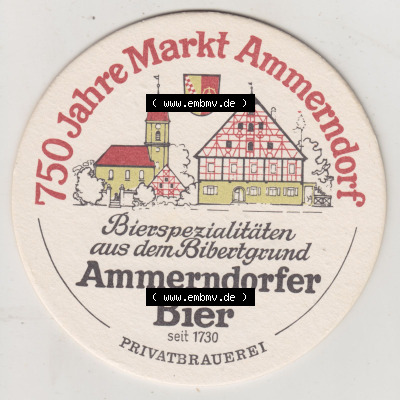 750 Jahre Markt Ammerndorf
( www.embmv.de )
Bierspezialitäten
aus dem Bibertgrund
Ammerndorfer
( www.embmv.de )
Bier
seit 1730
PRIVATBRAUEREI